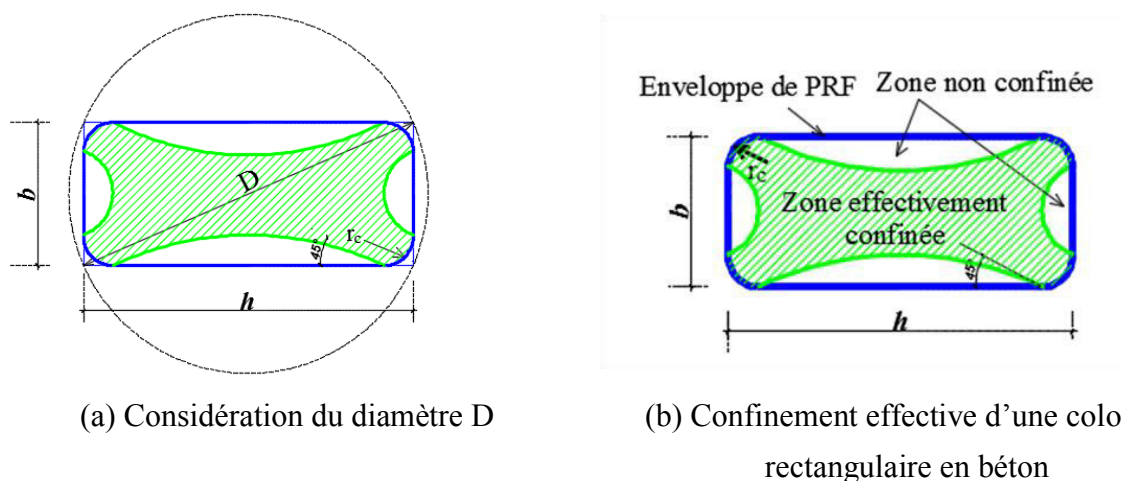 b
D
r_c
45°
h
(a) Considération du diamètre D
Enveloppe de PRF
Zone non confinée
r_c
b
Zone effectivement
confinée
45°
h
(b) Confinement effective d’une colo
rectangulaire en béton